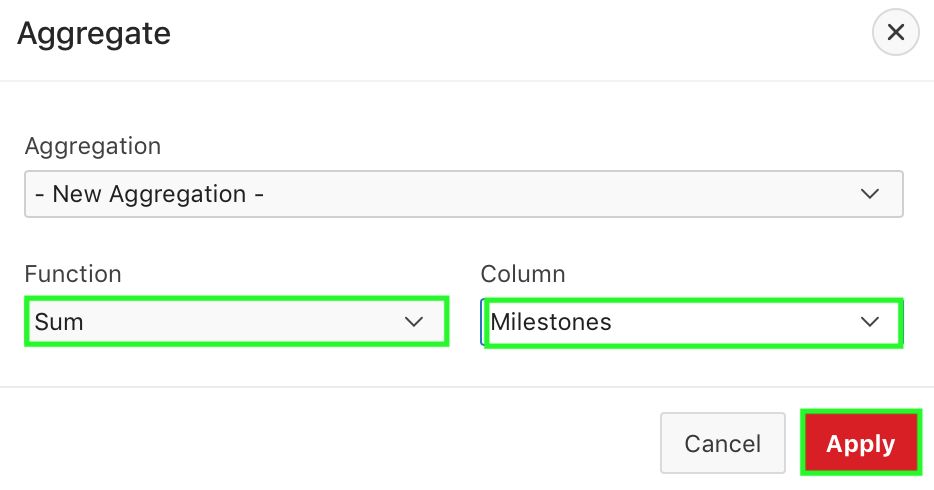 Aggregate
Aggregation
- New Aggregation -
Function
Column
Sum
Milestones
Cancel
Apply